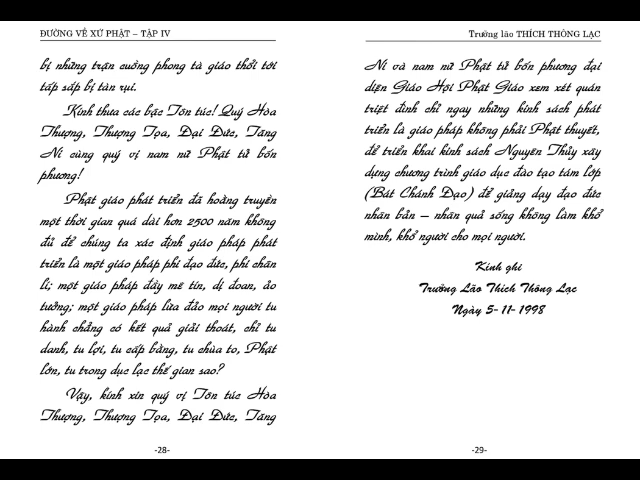 ĐƯỜNG VỀ XỨ PHẬT – TẬP IV
bị những trận cuồng phong tà giáo thổi tới
tấp sắp bị tàn rụi.
Kính thưa các bậc Tôn túc! Quý Hòa
Thượng, Thượng Tọa, Đại Đức, Tăng
Ni cùng quý vị nam nữ Phật tử bốn
phương!
Phật giáo phát triển đã hoằng truyền
một thời gian quá dài hơn 2500 năm không
đủ để chúng ta xác định giáo pháp phát
triển là một giáo pháp phi đạo đức, phi chân
lí; một giáo pháp đầy mê tín, dị đoan, ảo
tưởng; một giáo pháp lừa đảo mọi người tu
hành chẳng có kết quả giải thoát, chỉ tu
danh, tu lợi, tu cấp bằng, tu chùa to, Phật
lớn, tu trong dục lạc thế gian sao?
Vậy, kính xin quý vị Tôn túc Hòa
Thượng, Thượng Tọa, Đại Đức, Tăng
-28-
Trưởng lão THÍCH THÔNG LẠC
Ni và nam nữ Phật tử bốn phương đại
diện Giáo Hội Phật Giáo xem xét quán
triệt đình chỉ ngay những kinh sách phát
triển là giáo pháp không phải Phật thuyết,
để triển khai kinh sách Nguyên Thủy xây
dựng chương trình giáo dục đào tạo tám lớp
(Bát Chánh Đạo) để giảng dạy đạo đức
nhân bản – nhân quả sống không làm khổ
mình, khổ người cho mọi người.
Kính ghi
Trưởng Lão Thích Thông Lạc
Ngày 5- 11- 1998
-29-